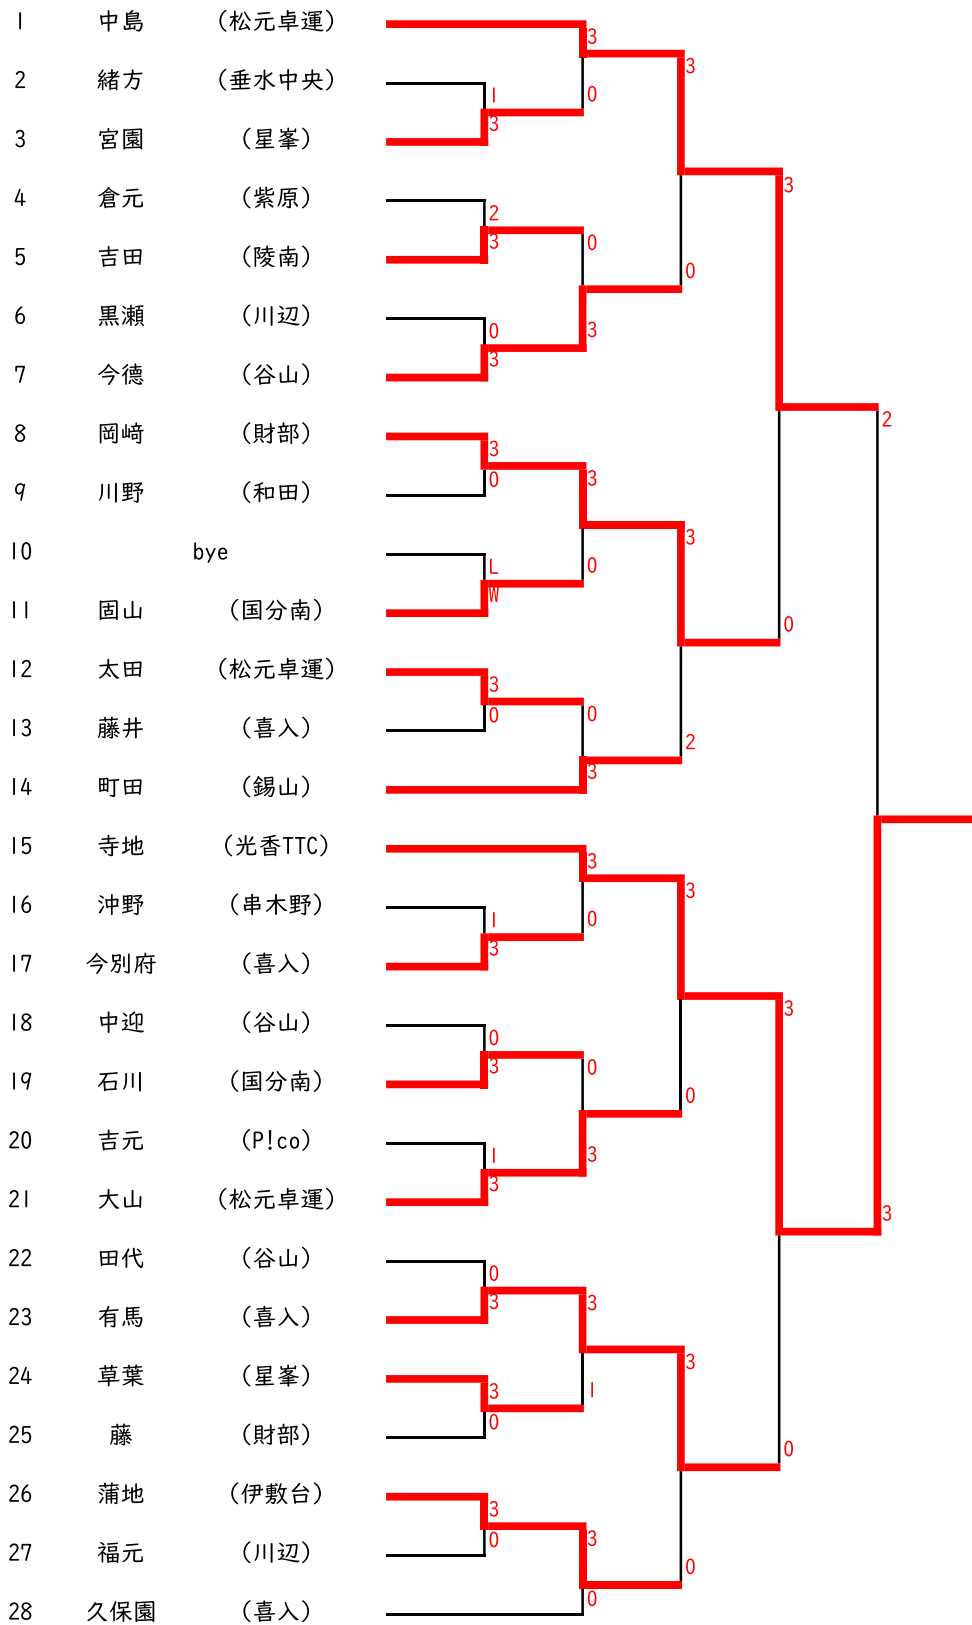 1 中島 (松元卓運)
3
3
2 緒方 (垂水中央)
1
0
3 宮園 (星峯)
3
3
4 倉元 (紫原)
2
5 吉田 (陵南)
3
0
0
6 黒瀬 (川辺)
0
3
7 今德 (谷山)
3
2
8 岡﨑 (財部)
3
9 川野 (和田)
0
3
3
10 bye
L
0
11 固山 (国分南)
W
0
12 太田 (松元卓運)
3
13 藤井 (喜入)
0
0
2
14 町田 (錫山)
3
15 寺地 (光香TTC)
3
3
16 沖野 (串木野)
1
0
17 今別府 (喜入)
3
3
18 中迎 (谷山)
0
19 石川 (国分南)
3
0
0
20 吉元 (P!co)
1
3
21 大山 (松元卓運)
3
3
22 田代 (谷山)
0
23 有馬 (喜入)
3
3
3
24 草葉 (星峯)
3
1
25 藤 (財部)
0
0
26 蒲地 (伊敷台)
3
27 福元 (川辺)
0
3
0
28 久保園 (喜入)
0